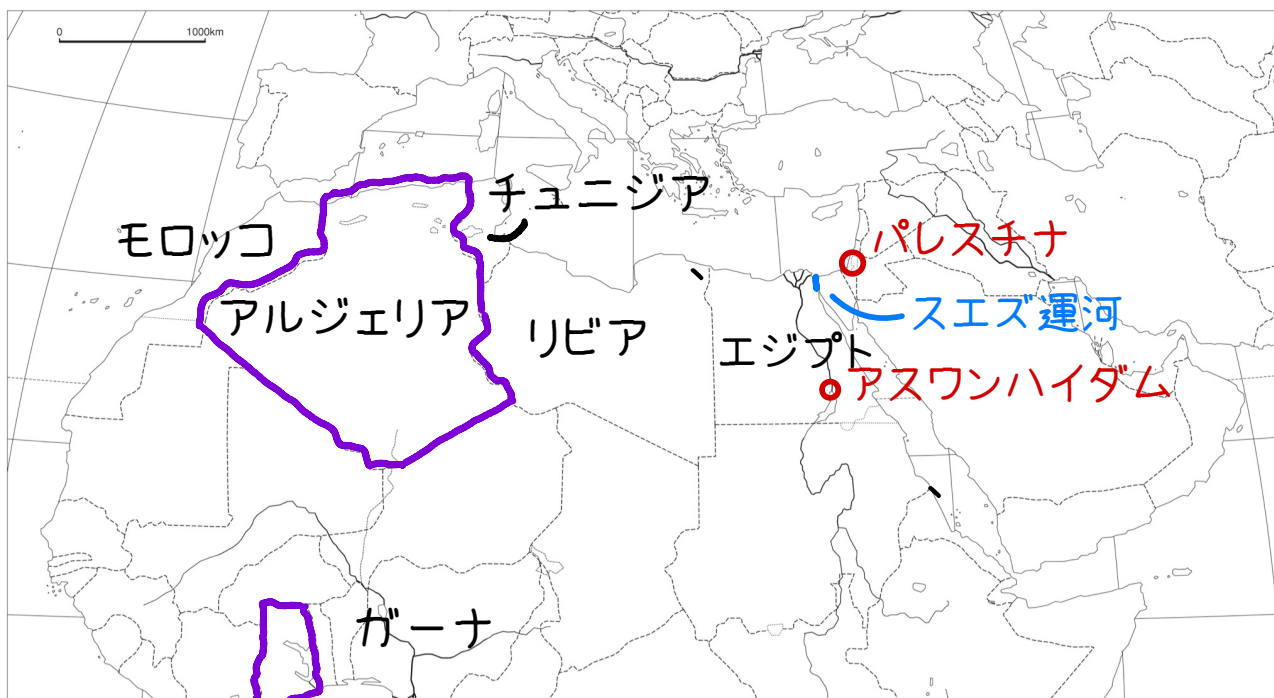 0 1000km
チュニジア
モロッコ
パレスチナ
アルジェリア
スエズ運河
リビア
エジプト
アスワンハイダム
ガーナ